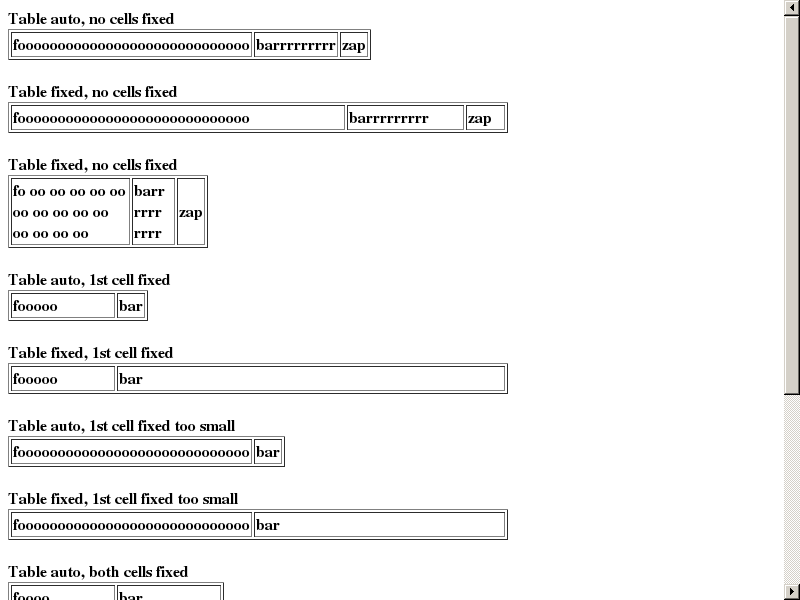 Table auto, no cells fixed
fooooooooooooooooooooooooooooo barrrrrrrrr zap
Table fixed, no cells fixed
fooooooooooooooooooooooooooooo barrrrrrrrr zap
Table fixed, no cells fixed
fo oo oo oo oo oo barr
oo oo oo oo oo rrrr zap
oo oo oo oo rrrr
Table auto, 1st cell fixed
fooooo bar
Table fixed, 1st cell fixed
fooooo bar
Table auto, 1st cell fixed too small
fooooooooooooooooooooooooooooo bar
Table fixed, 1st cell fixed too small
fooooooooooooooooooooooooooooo bar
Table auto, both cells fixed
foooo bar